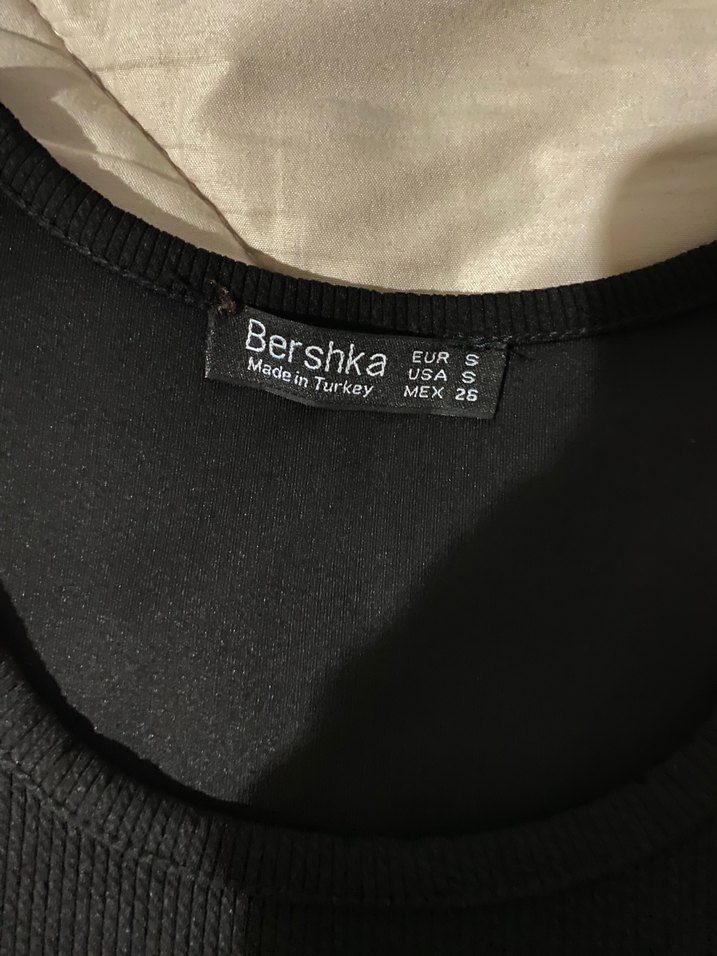 Bershka
Made in Turkey
EUR S
USA S
MEX 26